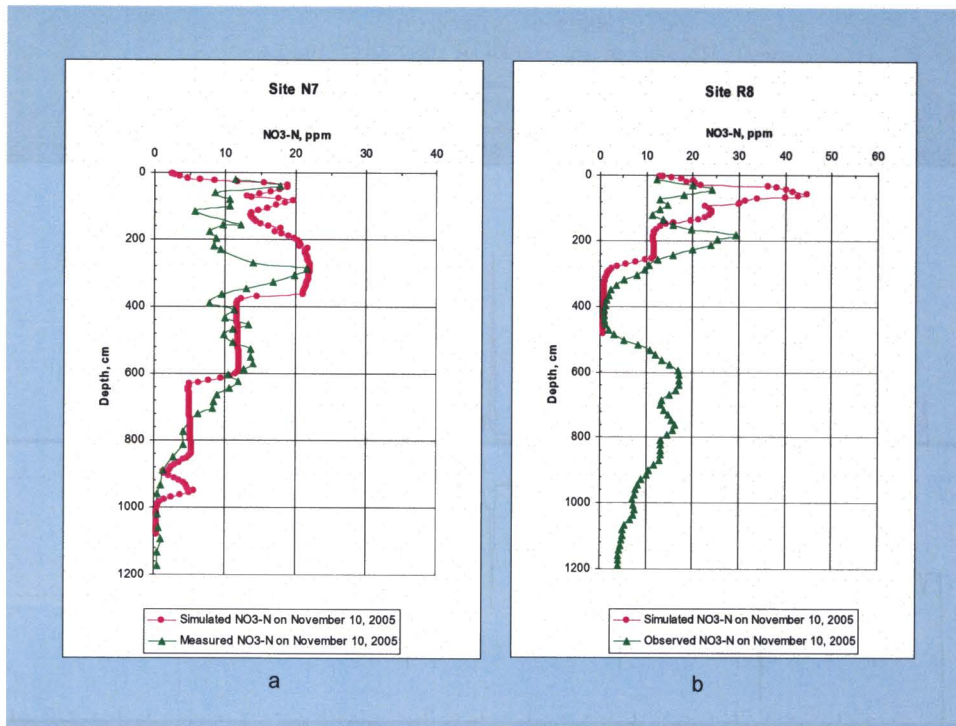 Site N7
NO3-N, ppm
0 10 20 30 40
0
200
400
600
800
1000
1200
Depth, cm
Simulated NO3-N on November 10, 2005
Measured NO3-N on November 10, 2005
a
Site R8
NO3-N, ppm
0 10 20 30 40 50 60
0
200
400
600
800
1000
1200
Depth, cm
Simulated NO3-N on November 10, 2005
Observed NO3-N on November 10, 2005
b